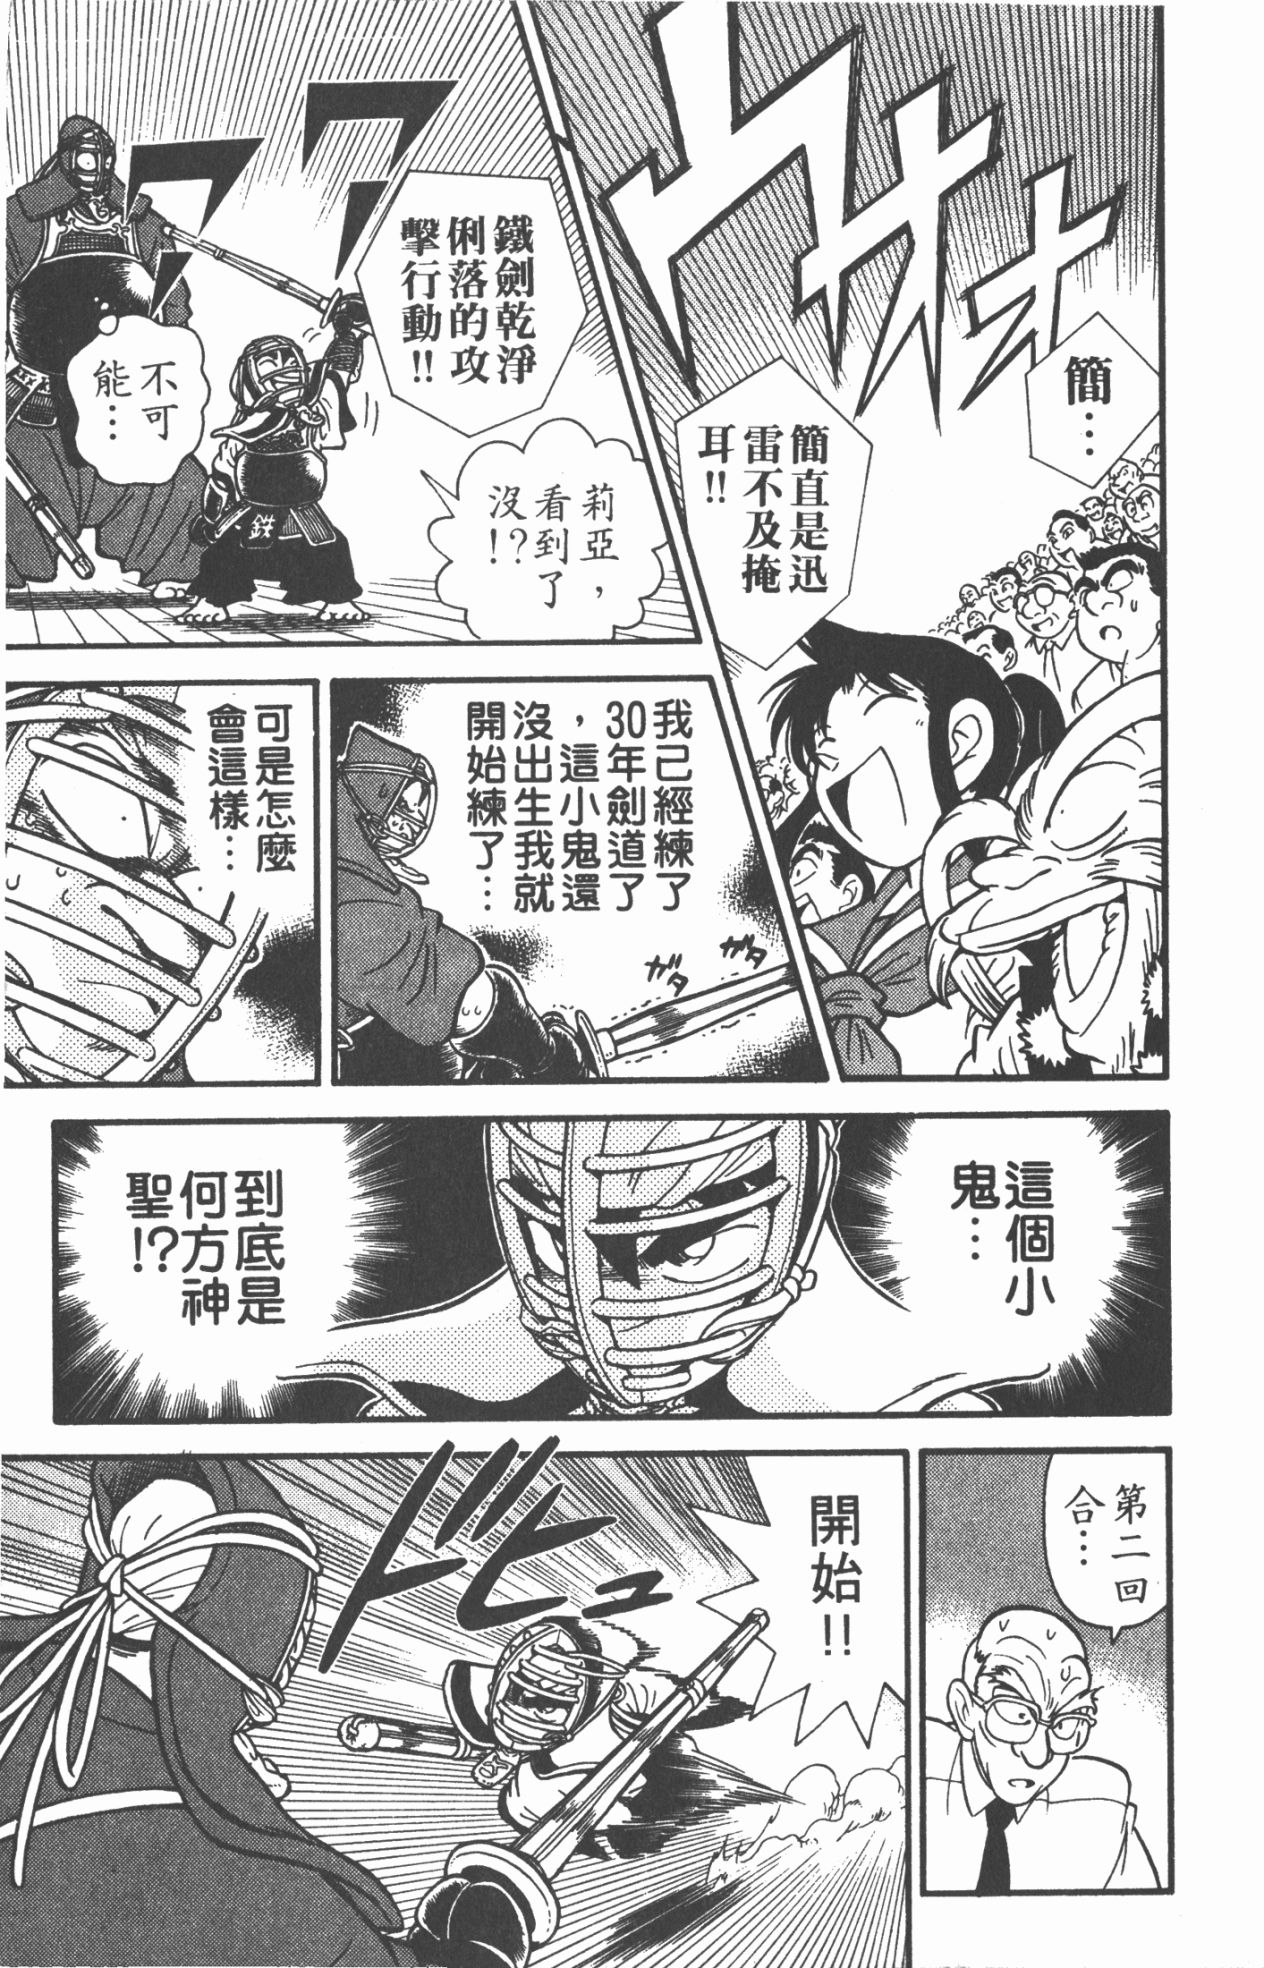 ドォォ
簡…
簡直是迅
雷不及掩
耳!!
ワァァ
鐵劍乾淨
俐落的攻
擊行動!!
莉亞，
看到了
沒!?
不可
能…
鉄
我已經練了
30年劍道了
，這小鬼還
沒出生我就
開始練了…
ガタ
ガタ
可是怎麼
會這樣…
這個小
鬼…
到底是
何方神
聖!?
第二回
合…
開始!!
ドヒュ